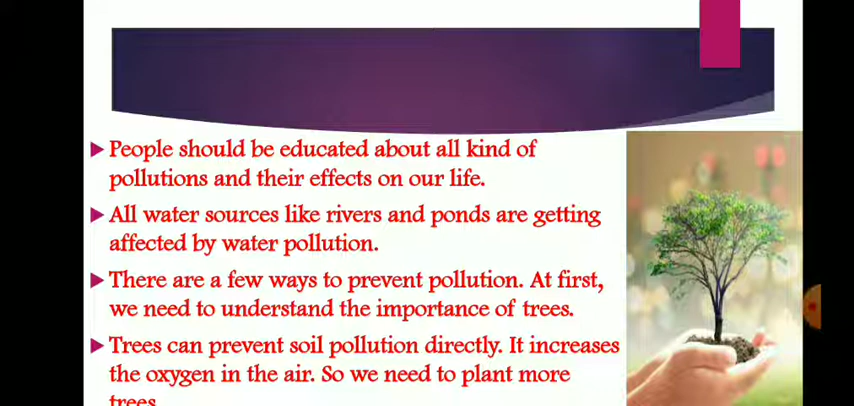 People should be educated about all kind of
pollutions and their effects on our life.
All water sources like rivers and ponds are getting
affected by water pollution.
There are a few ways to prevent pollution. At first,
we need to understand the importance of trees.
Trees can prevent soil pollution directly. It increases
the oxygen in the air. So we need to plant more
trees.